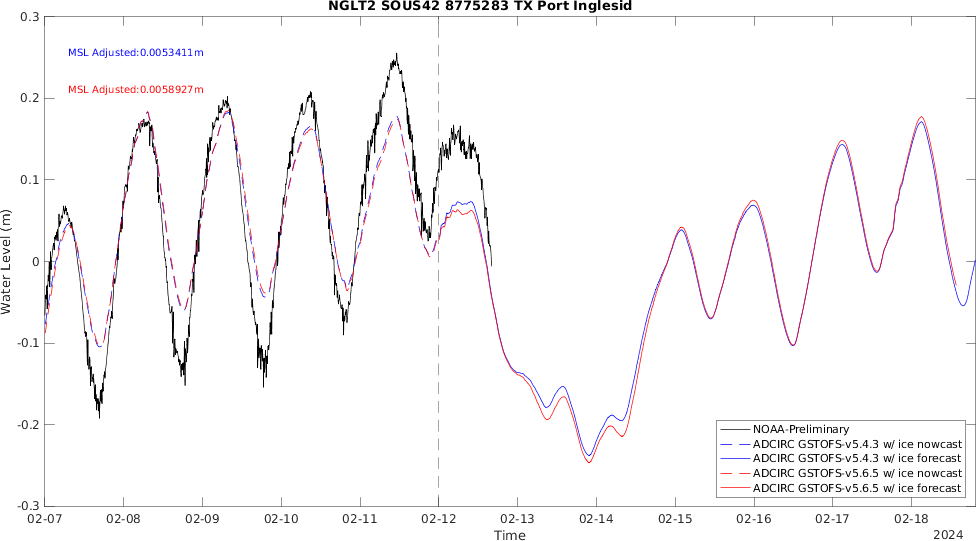 NGLT2 SOUS42 8775283 TX Port Inglesid
0.3
MSL Adjusted:0.0053411m
MSL Adjusted:0.0058927m
0.2
0.1
0
-0.1
-0.2
-0.3
Water Level (m)
NOAA-Preliminary
ADCIRC GSTOFS-v5.4.3 w/ ice nowcast
ADCIRC GSTOFS-v5.4.3 w/ ice forecast
ADCIRC GSTOFS-v5.6.5 w/ ice nowcast
ADCIRC GSTOFS-v5.6.5 w/ ice forecast
02-07 02-08 02-09 02-10 02-11 02-12 02-13 02-14 02-15 02-16 02-17 02-18
Time
2024